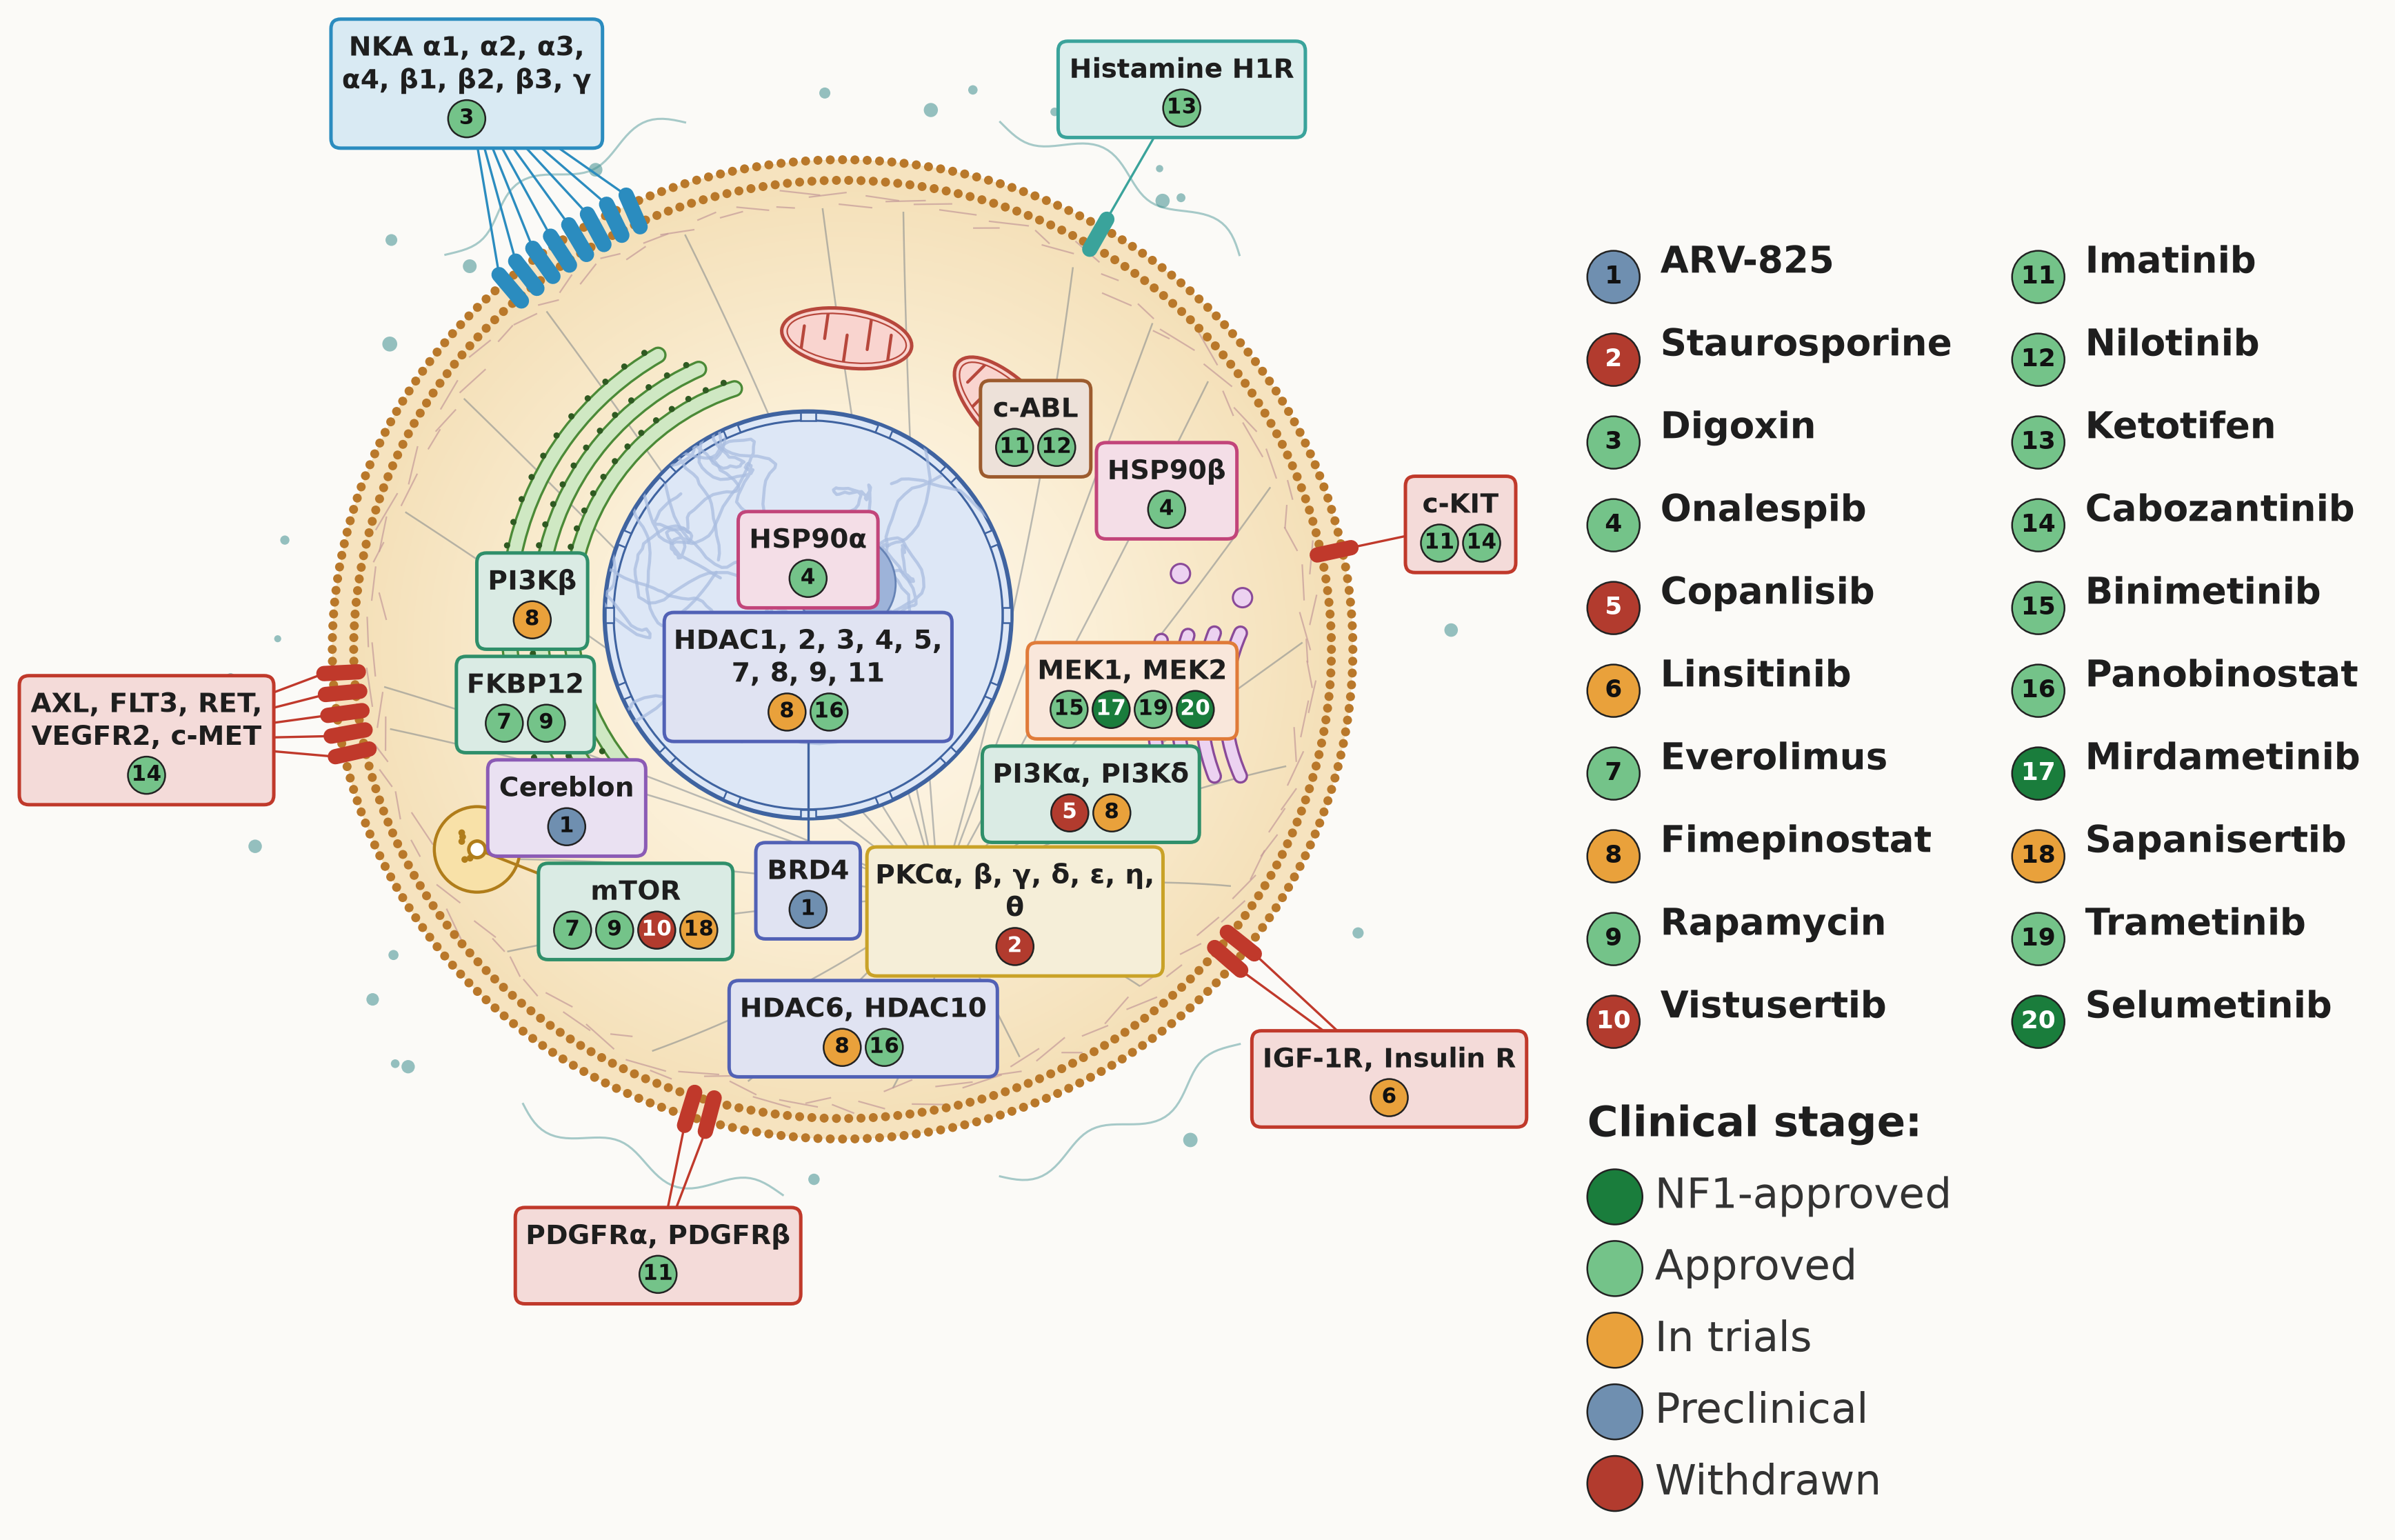 NKA α1, α2, α3,
α4, β1, β2, β3, γ
3
Histamine H1R
13
c-ABL
11 12
HSP90β
4
c-KIT
11 14
HSP90α
4
PI3Kβ
8
HDAC1, 2, 3, 4, 5,
7, 8, 9, 11
8 16
FKBP12
7 9
MEK1, MEK2
15 17 19 20
AXL, FLT3, RET,
VEGFR2, c-MET
14
Cereblon
1
PI3Kα, PI3Kδ
5 8
mTOR
7 9 10 18
BRD4
1
PKCα, β, γ, δ, ε, η,
θ
2
HDAC6, HDAC10
8 16
IGF-1R, Insulin R
6
PDGFRα, PDGFRβ
11
1 ARV-825
2 Staurosporine
3 Digoxin
4 Onalespib
5 Copanlisib
6 Linsitinib
7 Everolimus
8 Fimepinostat
9 Rapamycin
10 Vistusertib
11 Imatinib
12 Nilotinib
13 Ketotifen
14 Cabozantinib
15 Binimetinib
16 Panobinostat
17 Mirdametinib
18 Sapanisertib
19 Trametinib
20 Selumetinib
Clinical stage:
NF1-approved
Approved
In trials
Preclinical
Withdrawn